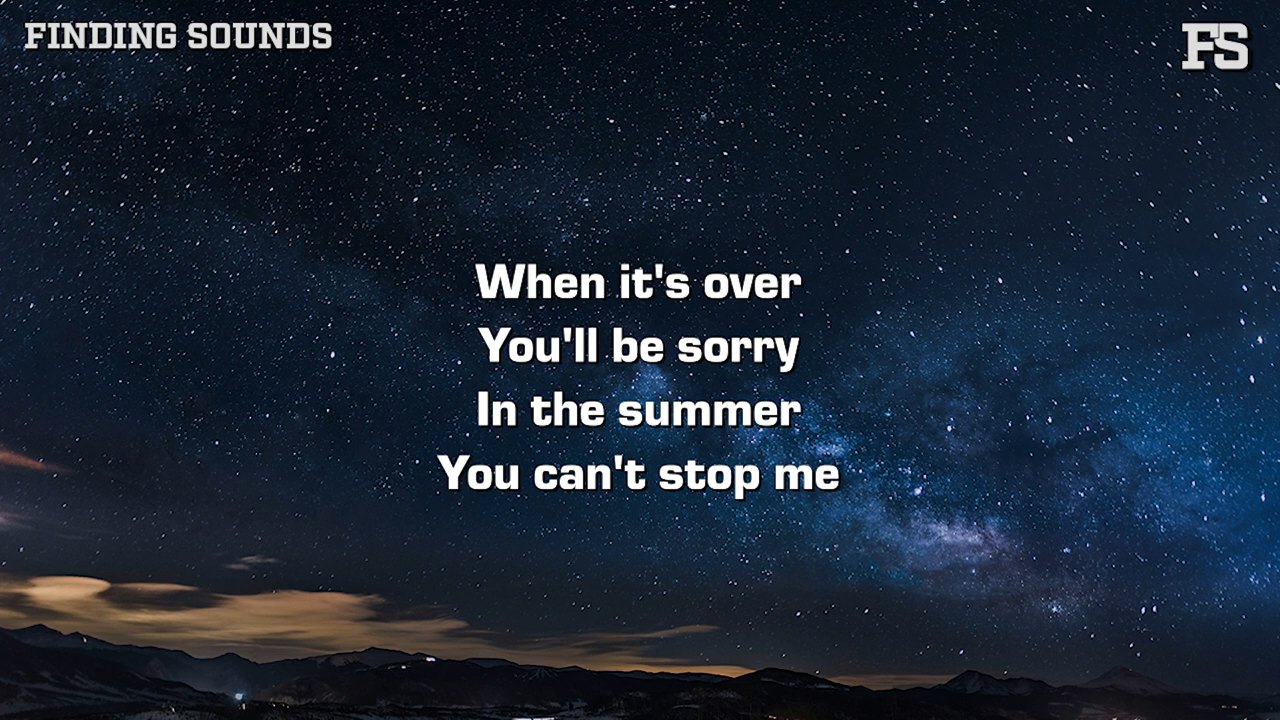 FINDING SOUNDS
FS
When it's over
You'll be sorry
In the summer
You can't stop me